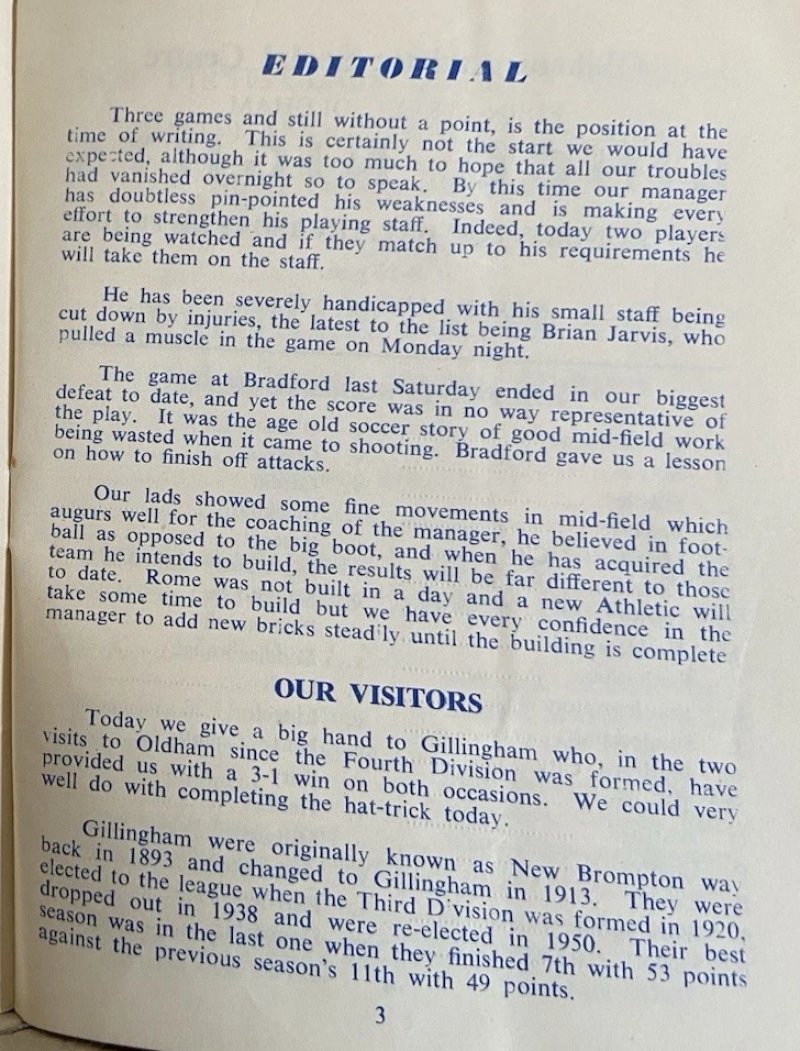 EDITORIAL
Three games and still without a point, is the position at the
time of writing. This is certainly not the start we would have
expected, although it was too much to hope that all our troubles
had vanished overnight so to speak. By this time our manager
has doubtless pin-pointed his weaknesses and is making every
effort to strengthen his playing staff. Indeed, today two players
are being watched and if they match up to his requirements he
will take them on the staff.
He has been severely handicapped with his small staff being
cut down by injuries, the latest to the list being Brian Jarvis, who
pulled a muscle in the game on Monday night.
The game at Bradford last Saturday ended in our biggest
defeat to date, and yet the score was in no way representative of
the play. It was the age old soccer story of good mid-field work
being wasted when it came to shooting. Bradford gave us a lesson
on how to finish off attacks.
Our lads showed some fine movements in mid-field which
augurs well for the coaching of the manager, he believed in foot-
ball as opposed to the big boot, and when he has acquired the
team he intends to build, the results will be far different to those
to date. Rome was not built in a day and a new Athletic will
take some time to build but we have every confidence in the
manager to add new bricks stead'ly until the building is complete
OUR VISITORS
Today we give a big hand to Gillingham who, in the two
visits to Oldham since the Fourth Division was formed, have
provided us with a 3-1 win on both occasions. We could very
well do with completing the hat-trick today.
Gillingham were originally known as New Brompton way
back in 1893 and changed to Gillingham in 1913. They were
elected to the league when the Third D'vision was formed in 1920,
dropped out in 1938 and were re-elected in 1950. Their best
season was in the last one when they finished 7th with 53 points
against the previous season's 11th with 49 points.
3